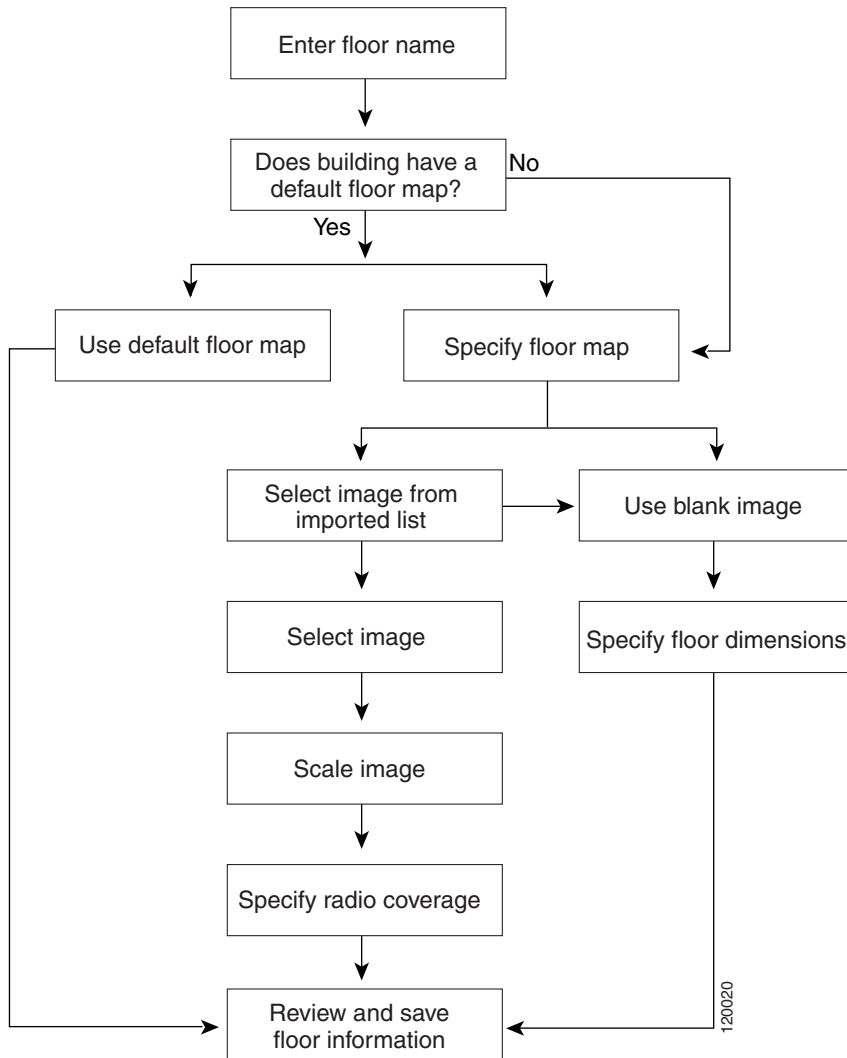 Enter floor name
Does building have a
default floor map?
No
Yes
Use default floor map
Specify floor map
Select image from
imported list
Use blank image
Select image
Specify floor dimensions
Scale image
Specify radio coverage
Review and save
floor information
120020